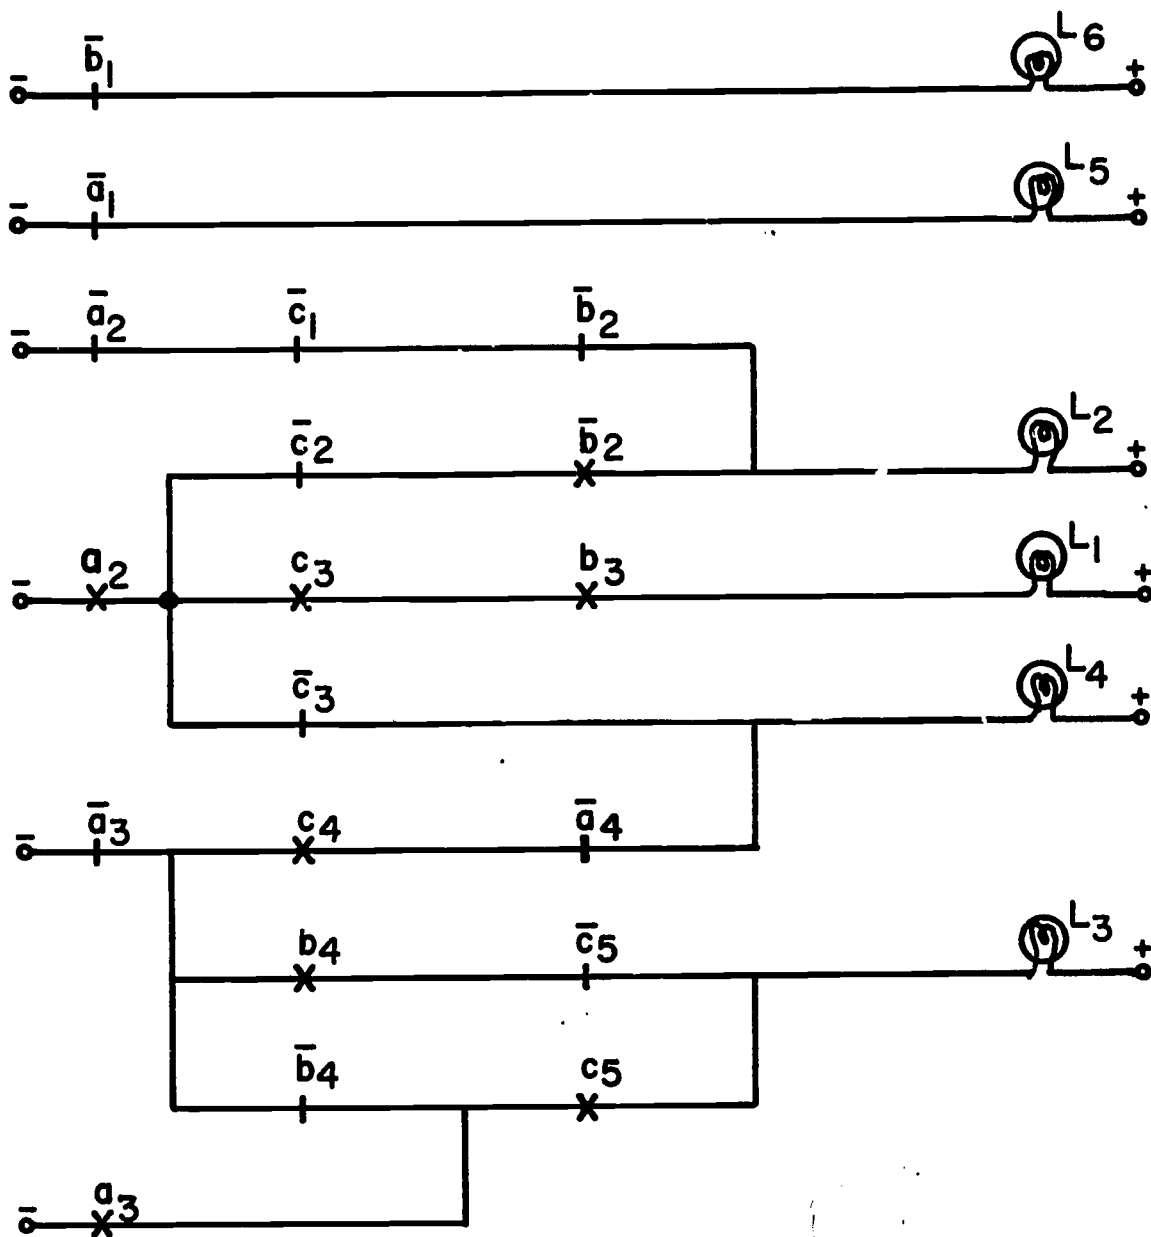 b̄1 L6
− +
ā1 L5
− +
ā2 c̄1 b̄2
−
c̄2 b̄2 L2
+
a2 c3 b3 L1
− +
c̄3 L4
+
ā3 c4 ā4
−
b4 c̄5 L3
+
b̄4 c5
a3
−